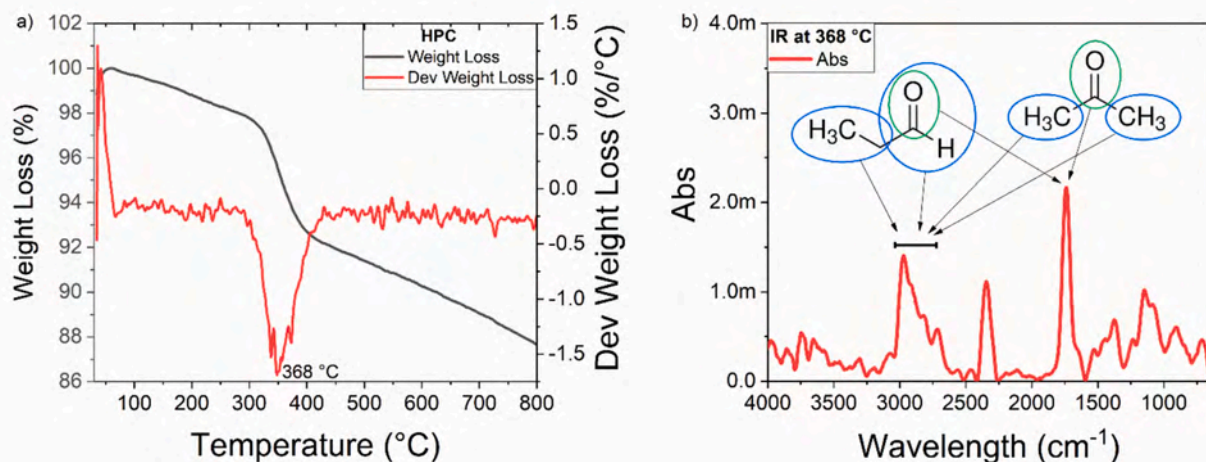 a)
HPC
Weight Loss
Dev Weight Loss
Weight Loss (%)
100
98
96
94
92
90
88
86
1.5
1.0
0.5
0.0
-0.5
-1.0
-1.5
Dev Weight Loss (%/°C)
368 °C
100 200 300 400 500 600 700 800
Temperature (°C)
b)
IR at 368 °C
Abs
Abs
4.0m
3.0m
2.0m
1.0m
0.0
O
H₃C
H
O
H₃C
CH₃
4000 3500 3000 2500 2000 1500 1000
Wavelength (cm⁻¹)